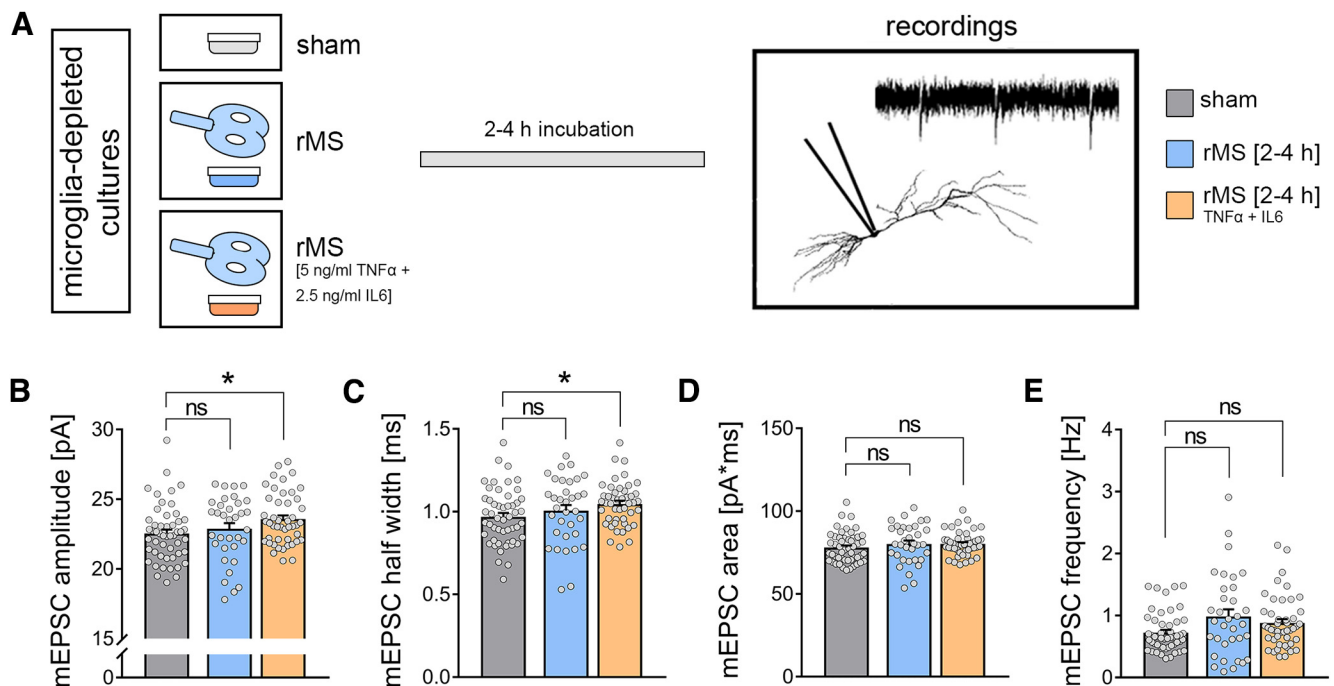 A
microglia-depleted
cultures
sham
rMS
rMS
[5 ng/ml TNFα +
2.5 ng/ml IL6]
2-4 h incubation
recordings
sham
rMS [2-4 h]
rMS [2-4 h]
TNFα + IL6
B
mEPSC amplitude [pA]
30
25
20
15
0
ns
*
C
mEPSC half width [ms]
1.5
1.0
0.5
0.0
ns
*
D
mEPSC area [pA*ms]
150
100
50
0
ns
ns
E
mEPSC frequency [Hz]
4
3
2
1
0
ns
ns